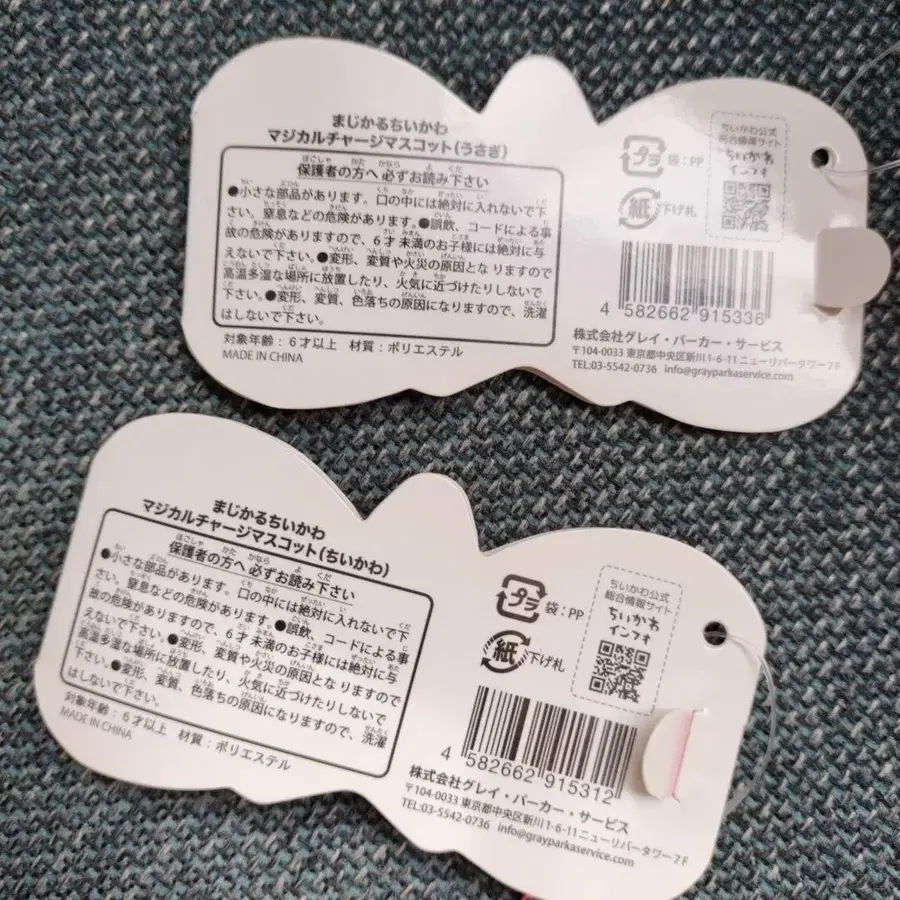 まじかるちいかわ
マジカルチャージマスコット(うさぎ)
保護者の方へ 必ずお読み下さい
●小さな部品があります。口の中には絶対に入れないで下
さい。窒息などの危険があります。●誤飲、コードによる事
故の危険がありますので、6才未満のお子様には絶対に与
えないで下さい。●変形、変質や火災の原因となりますので
高温多湿な場所に放置したり、火気に近づけたりしないで
下さい。●変形、変質、色落ちの原因になりますので、洗濯
はしないで下さい。
対象年齢：6才以上 材質：ポリエステル
MADE IN CHINA
プラ 袋：PP
紙 下げ札
ちいかわ公式
総合情報サイト
ちいかわ
インフォ
4 582662 915336
株式会社グレイ・パーカー・サービス
〒104-0033 東京都中央区新川1-6-11 ニューリバータワー7F
TEL:03-5542-0736 info@grayparkaservice.com
まじかるちいかわ
マジカルチャージマスコット(ちいかわ)
保護者の方へ 必ずお読み下さい
●小さな部品があります。口の中には絶対に入れないで下
さい。窒息などの危険があります。●誤飲、コードによる事
故の危険がありますので、6才未満のお子様には絶対に与
えないで下さい。●変形、変質や火災の原因となりますので
高温多湿な場所に放置したり、火気に近づけたりしないで
下さい。●変形、変質、色落ちの原因になりますので、洗濯
はしないで下さい。
対象年齢：6才以上 材質：ポリエステル
MADE IN CHINA
プラ 袋：PP
紙 下げ札
ちいかわ公式
総合情報サイト
ちいかわ
インフォ
4 582662 915312
株式会社グレイ・パーカー・サービス
〒104-0033 東京都中央区新川1-6-11 ニューリバータワー7F
TEL:03-5542-0736 info@grayparkaservice.com